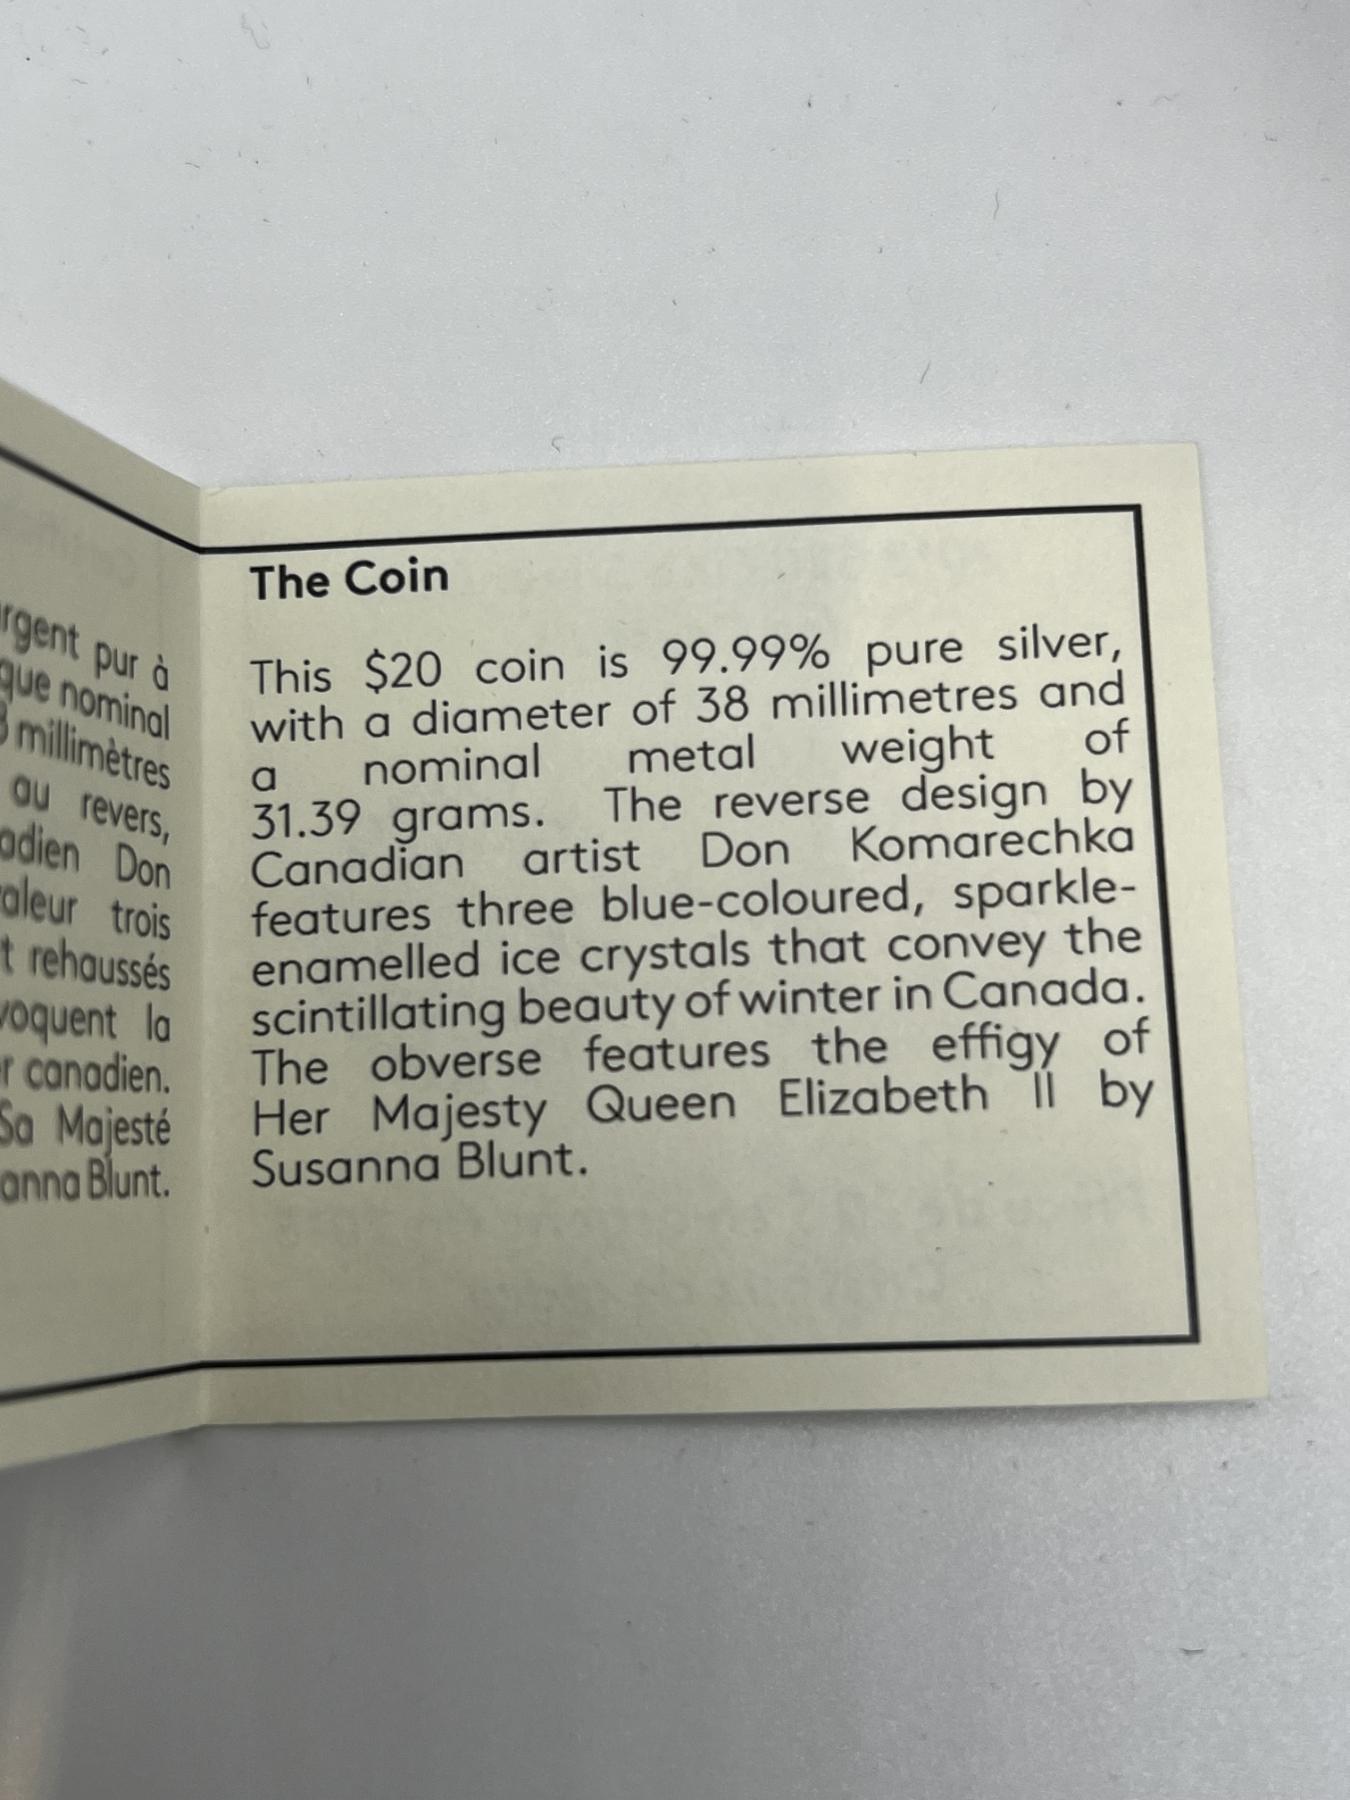 rgent pur à
que nominal
millimètres
au revers,
adien Don
aleur trois
t rehaussés
voquent la
r canadien.
Sa Majesté
anna Blunt.
The Coin
This $20 coin is 99.99% pure silver,
with a diameter of 38 millimetres and
a nominal metal weight of
31.39 grams. The reverse design by
Canadian artist Don Komarechka
features three blue-coloured, sparkle-
enamelled ice crystals that convey the
scintillating beauty of winter in Canada.
The obverse features the effigy of
Her Majesty Queen Elizabeth II by
Susanna Blunt.